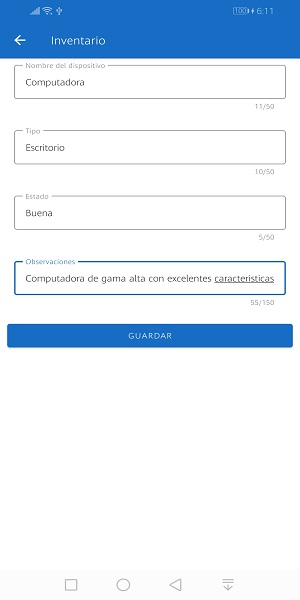 100 6:11
Inventario
Nombre del dispositivo
Computadora
11/50
Tipo
Escritorio
10/50
Estado
Buena
5/50
Observaciones
Computadora de gama alta con excelentes caracteristicas
55/150
GUARDAR